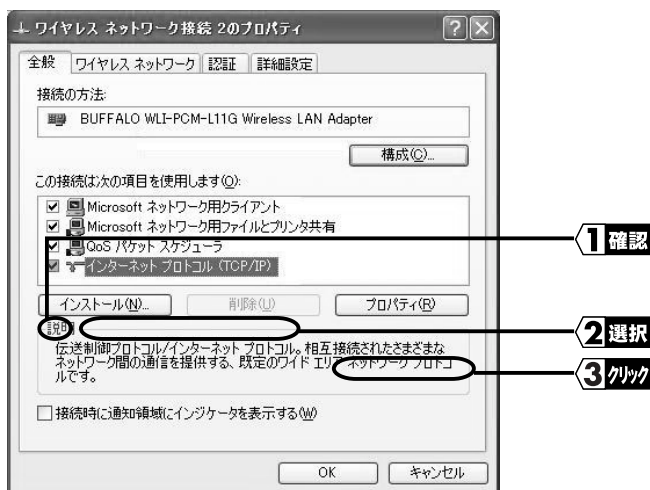 ワイヤレス ネットワーク接続 2のプロパティ
全般 ワイヤレス ネットワーク 認証 詳細設定
接続の方法:
BUFFALO WLI-PCM-L11G Wireless LAN Adapter
構成(C)...
この接続は次の項目を使用します(O):
Microsoft ネットワーク用クライアント
Microsoft ネットワーク用ファイルとプリンタ共有
QoS パケット スケジューラ
インターネット プロトコル (TCP/IP)
1 確認
インストール(N)... 削除(U) プロパティ(R)
説明
2 選択
伝送制御プロトコル/インターネット プロトコル。相互接続されたさまざまな
ネットワーク間の通信を提供する、既定のワイド エリア ネットワーク プロトコ
ルです。
3 クリック
接続時に通知領域にインジケータを表示する(W)
OK キャンセル